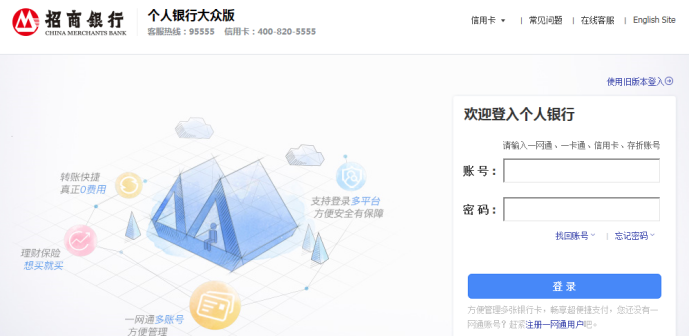 招商银行
CHINA MERCHANTS BANK
个人银行大众版
客服热线：95555 信用卡：400-820-5555
信用卡 | 常见问题 | 在线客服 | English Site
使用旧版本登入
欢迎登入个人银行
请输入一网通、一卡通、信用卡、存折账号
账 号：
密 码：
找回账号 | 忘记密码
登 录
方便管理多张银行卡，畅享超便捷支付，您还没有一
网通账号？赶紧注册一网通用户吧。
转账快捷
真正0费用
支持登录多平台
方便安全有保障
理财保险
想买就买
一网通多账号
方便管理